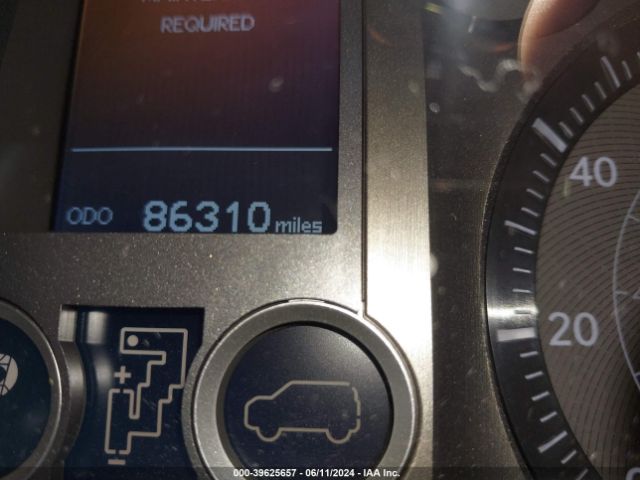 REQUIRED
ODO 86310 miles
40
20
000-39625657 - 06/11/2024 - IAA Inc.